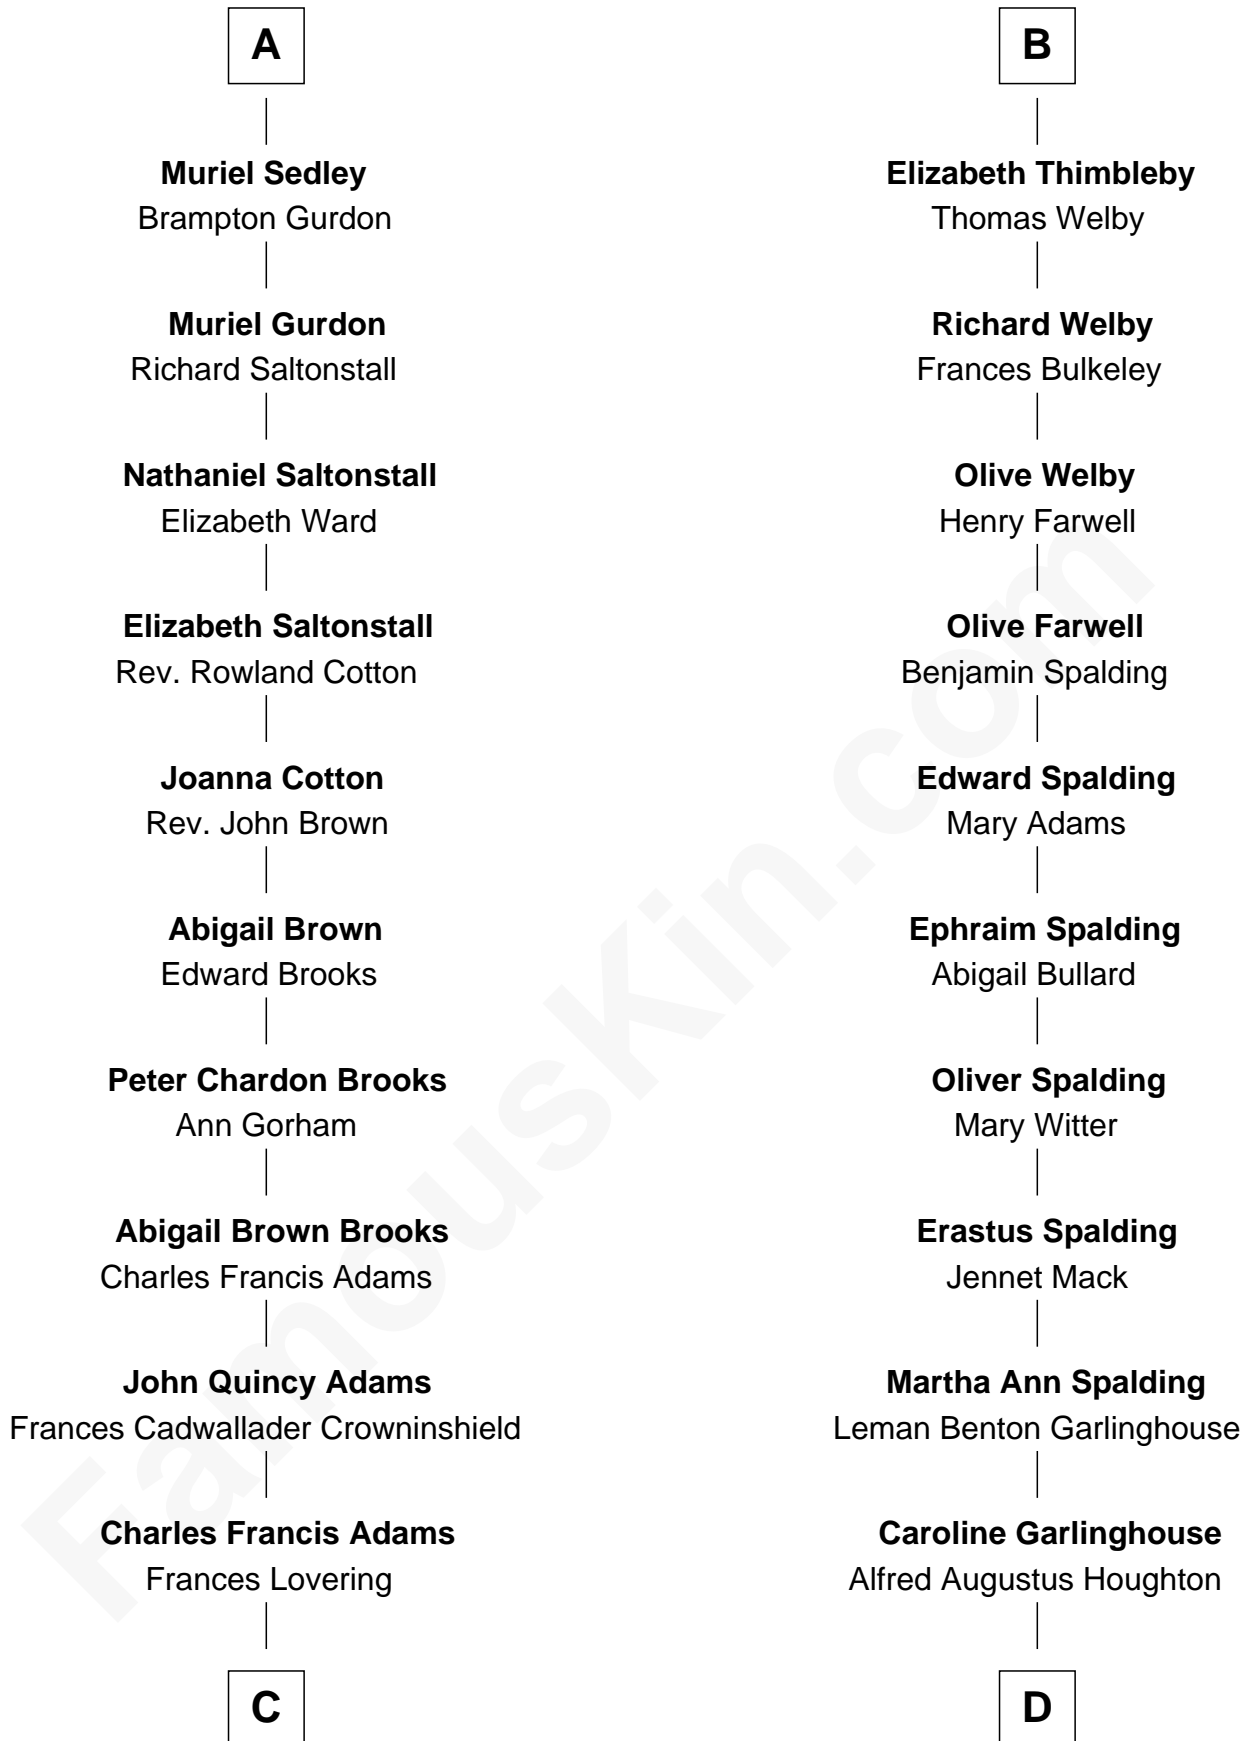 A
Muriel Sedley
Brampton Gurdon
Muriel Gurdon
Richard Saltonstall
Nathaniel Saltonstall
Elizabeth Ward
Elizabeth Saltonstall
Rev. Rowland Cotton
Joanna Cotton
Rev. John Brown
Abigail Brown
Edward Brooks
Peter Chardon Brooks
Ann Gorham
Abigail Brown Brooks
Charles Francis Adams
John Quincy Adams
Frances Cadwallader Crowninshield
Charles Francis Adams
Frances Lovering
C
B
Elizabeth Thimbleby
Thomas Welby
Richard Welby
Frances Bulkeley
Olive Welby
Henry Farwell
Olive Farwell
Benjamin Spalding
Edward Spalding
Mary Adams
Ephraim Spalding
Abigail Bullard
Oliver Spalding
Mary Witter
Erastus Spalding
Jennet Mack
Martha Ann Spalding
Leman Benton Garlinghouse
Caroline Garlinghouse
Alfred Augustus Houghton
D
FamousKin.com